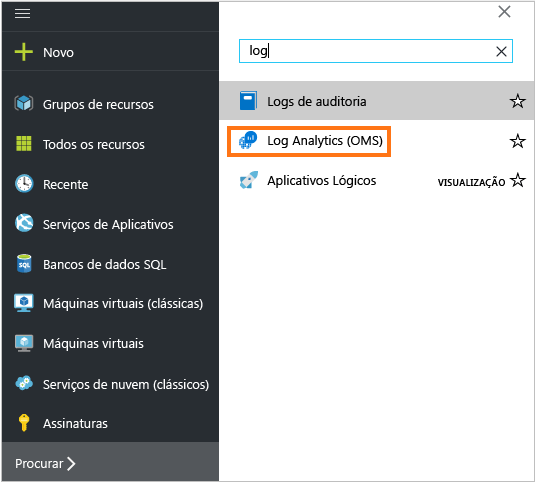 Novo
Grupos de recursos
Todos os recursos
Recente
Serviços de Aplicativos
SQL
Bancos de dados SQL
Máquinas virtuais (clássicas)
Máquinas virtuais
Serviços de nuvem (clássicos)
Assinaturas
Procurar
log
Logs de auditoria
Log Analytics (OMS)
Aplicativos Lógicos VISUALIZAÇÃO